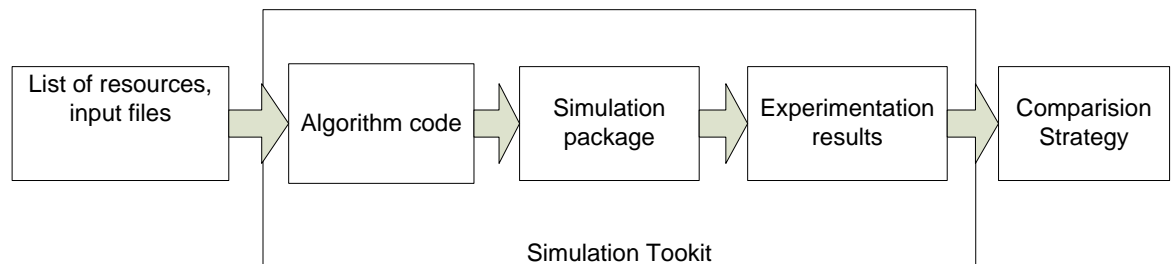 List of resources,
input files
Algorithm code
Simulation
package
Experimentation
results
Comparision
Strategy
Simulation Tookit